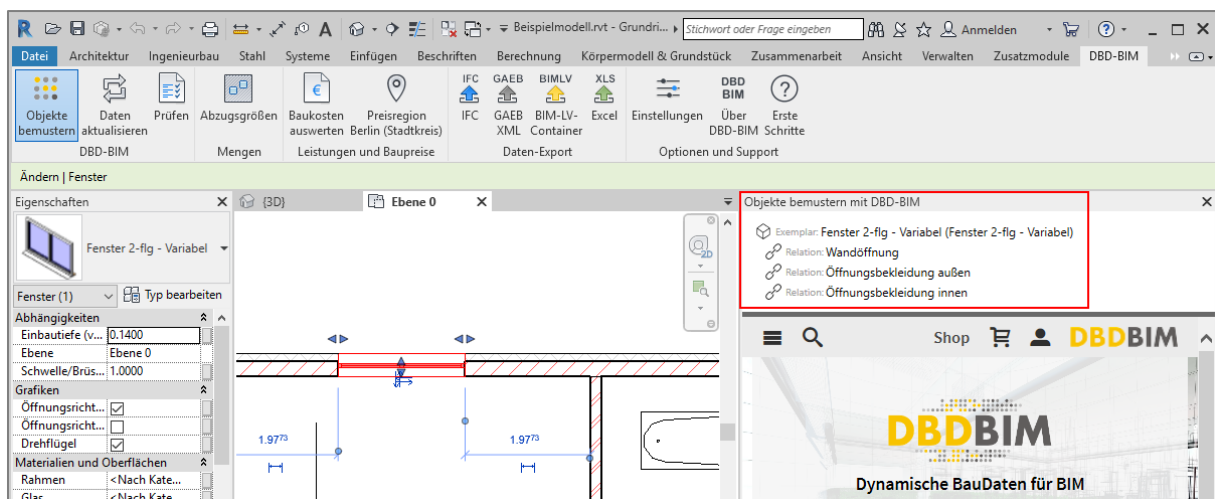 Beispielmodell.rvt - Grundri... Stichwort oder Frage eingeben Anmelden
Datei Architektur Ingenieurbau Stahl Systeme Einfügen Beschriften Berechnung Körpermodell & Grundstück Zusammenarbeit Ansicht Verwalten Zusatzmodule DBD-BIM
IFC GAEB BIMLV XLS DBD
BIM
Objekte Daten Prüfen Abzugsgrößen Baukosten Preisregion IFC GAEB BIM-LV- Excel Einstellungen Über Erste
bemustern aktualisieren auswerten Berlin (Stadtkreis) XML Container DBD-BIM Schritte
DBD-BIM Mengen Leistungen und Baupreise Daten-Export Optionen und Support
Ändern | Fenster
Eigenschaften {3D} Ebene 0 Objekte bemustern mit DBD-BIM
Exemplar: Fenster 2-flg - Variabel (Fenster 2-flg - Variabel)
Fenster 2-flg - Variabel 2D Relation: Wandöffnung
Relation: Öffnungsbekleidung außen
Fenster (1) Typ bearbeiten Relation: Öffnungsbekleidung innen
Abhängigkeiten
Einbautiefe (v... 0.1400
Shop DBDBIM
Ebene Ebene 0
Schwelle/Brüs... 1.0000
Grafiken
Öffnungsricht...
Öffnungsricht...
DBDBIM
Drehflügel 1.97⁷³ 1.97⁷³
Materialien und Oberflächen
Rahmen <Nach Kate...
Dynamische BauDaten für BIM
Glas <Nach Kate...